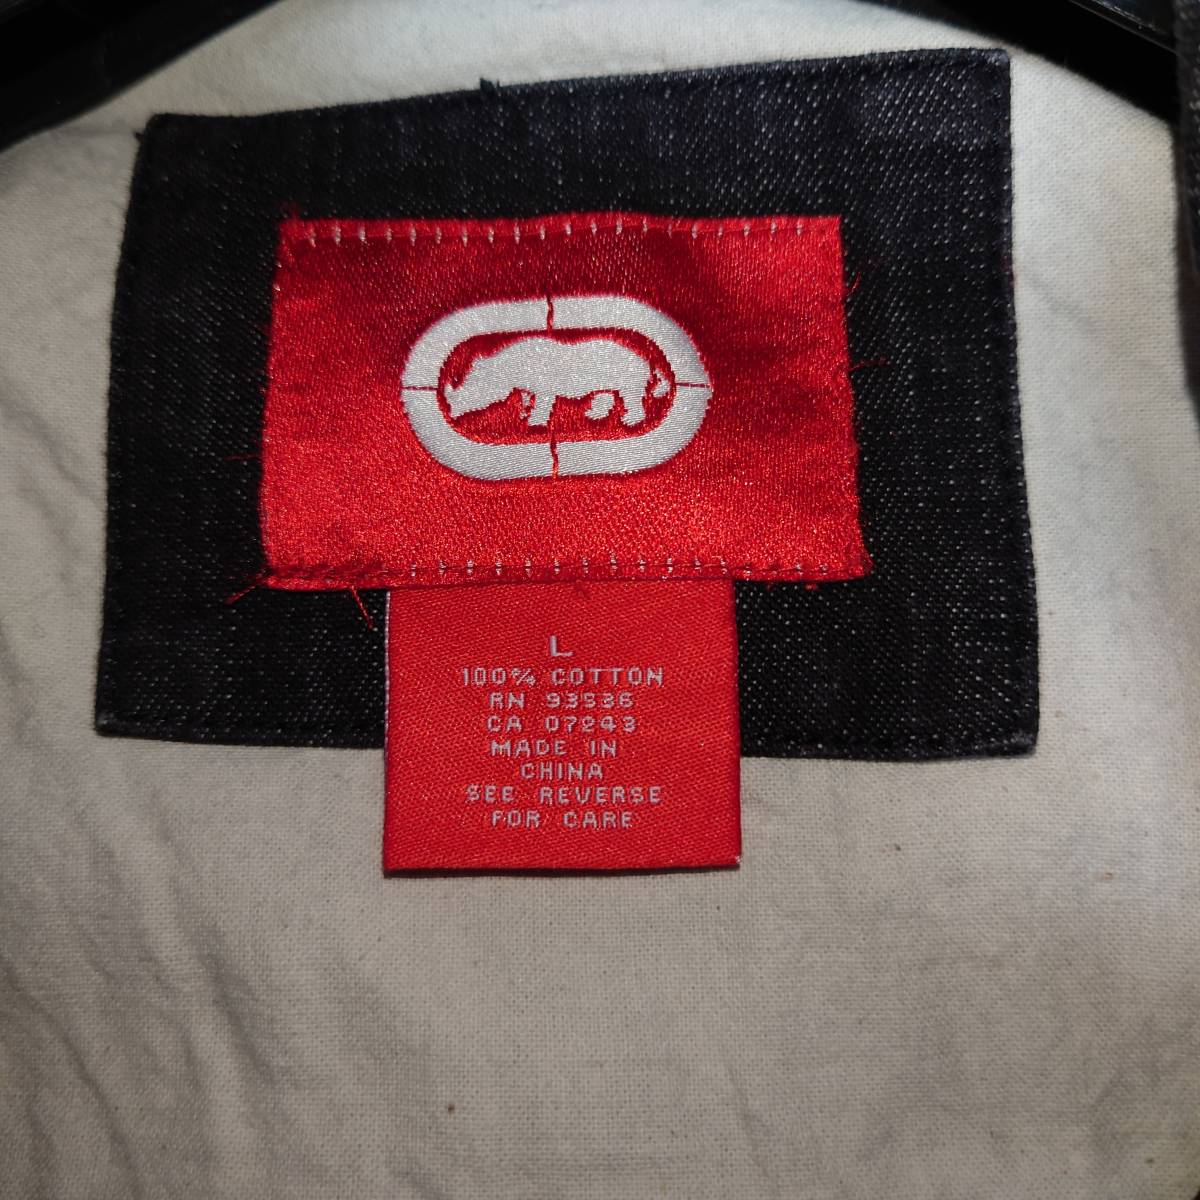 L
100% COTTON
RN 93536
CA 07243
MADE IN
CHINA
SEE REVERSE
FOR CARE